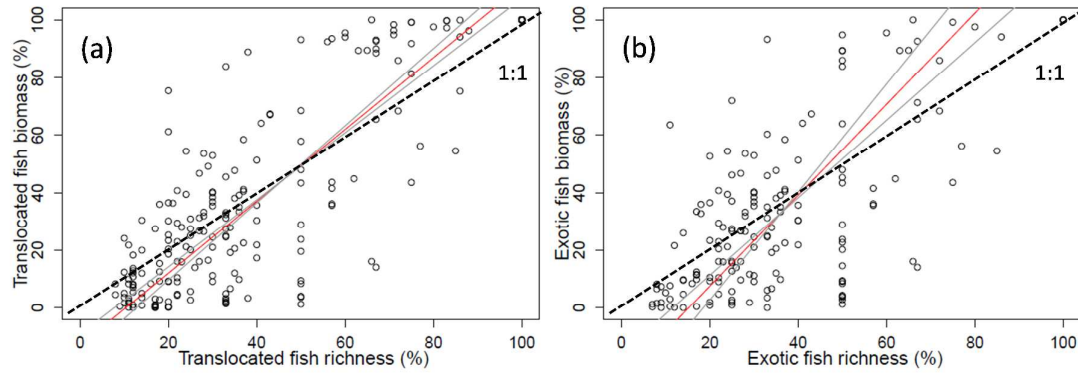 (a)
1:1
Translocated fish biomass (%)
100
80
60
40
20
0
0 20 40 60 80 100
Translocated fish richness (%)
(b)
1:1
Exotic fish biomass (%)
100
80
60
40
20
0
0 20 40 60 80 100
Exotic fish richness (%)